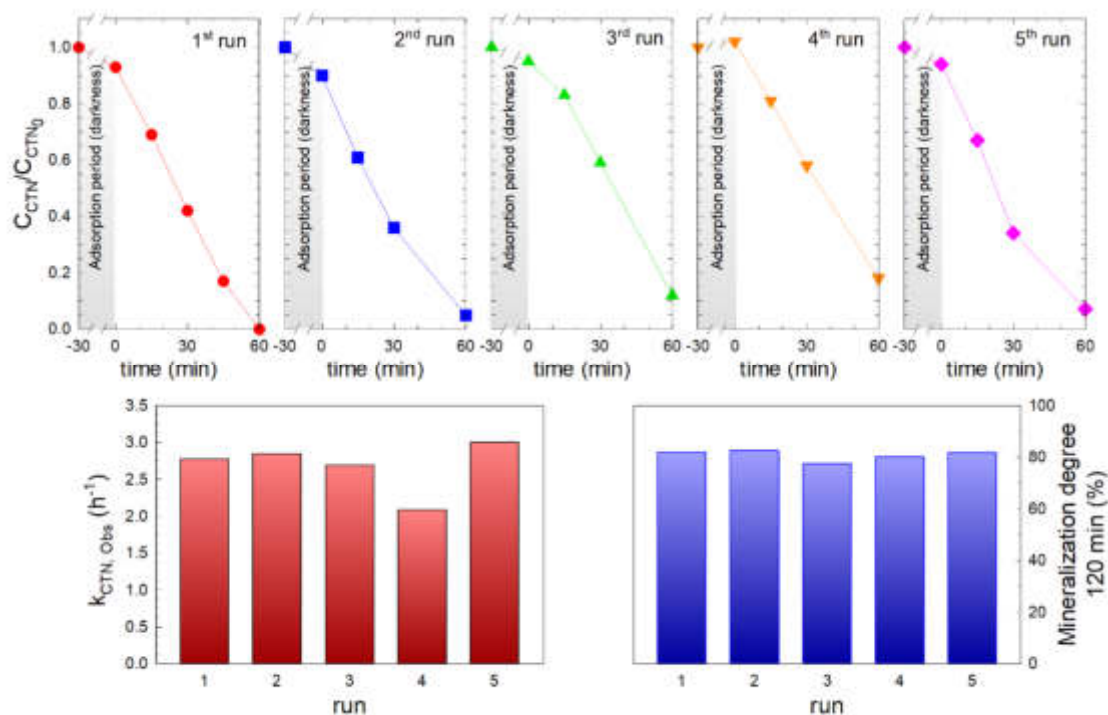 1st run
2nd run
3rd run
4th run
5th run
1.0
0.8
0.6
0.4
0.2
0.0
C_CTN/C_CTN0
Adsorption period (darkness)
Adsorption period (darkness)
Adsorption period (darkness)
Adsorption period (darkness)
Adsorption period (darkness)
-30 0 30 60
-30 0 30 60
-30 0 30 60
-30 0 30 60
-30 0 30 60
time (min)
time (min)
time (min)
time (min)
time (min)
3.5
3.0
2.5
2.0
1.5
1.0
0.5
0.0
k_CTN, Obs (h-1)
1 2 3 4 5
run
100
80
60
40
20
0
Mineralization degree
120 min (%)
1 2 3 4 5
run